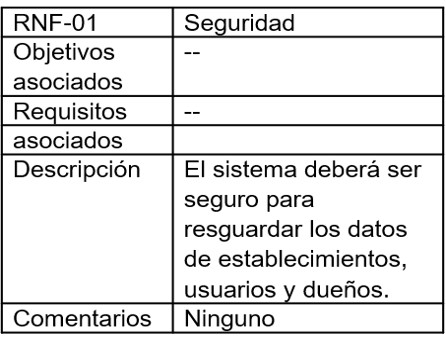 RNF-01 Seguridad
Objetivos --
asociados
Requisitos --
asociados
Descripción El sistema deberá ser
seguro para
resguardar los datos
de establecimientos,
usuarios y dueños.
Comentarios Ninguno